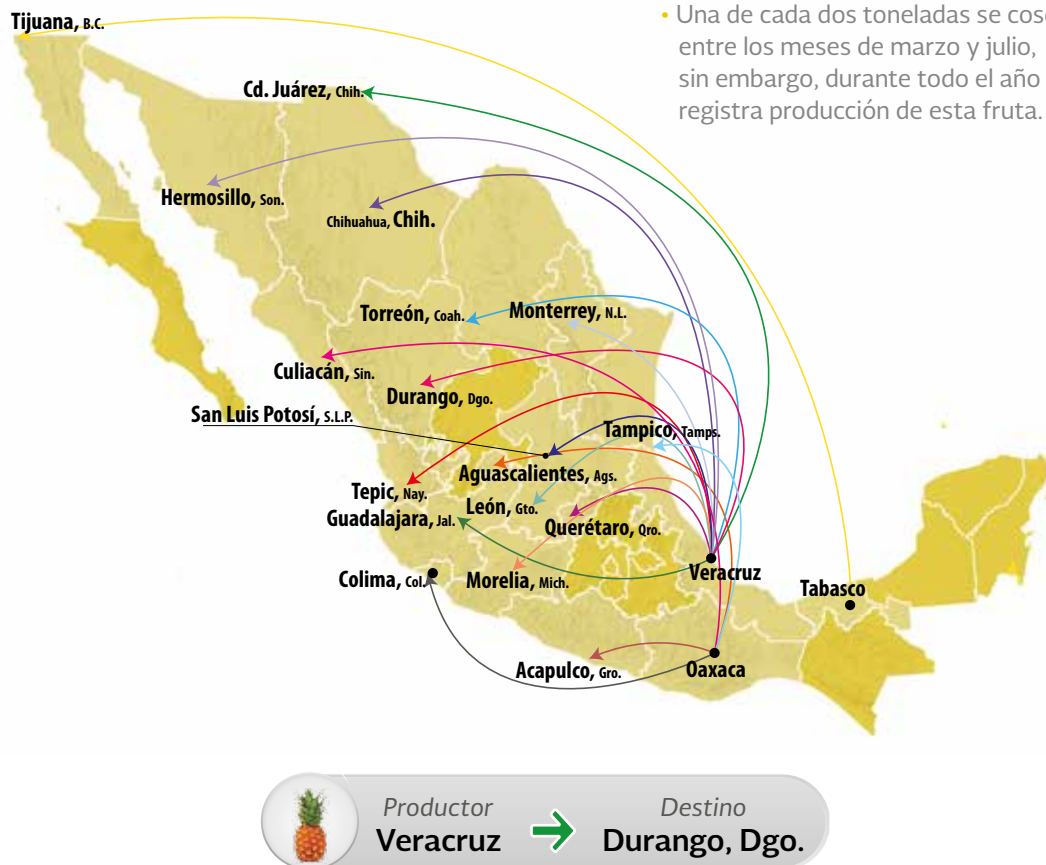 Tijuana, B.C.
• Una de cada dos toneladas se
entre los meses de marzo y julio,
sin embargo, durante todo el año
registra producción de esta fruta.
Cd. Juárez, Chih.
Hermosillo, Son.
Chihuahua, Chih.
Torreón, Coah.
Monterrey, N.L.
Culiacán, Sin.
Durango, Dgo.
San Luis Potosí, S.L.P.
Tampico, Tamps.
Aguascalientes, Ags.
Tepic, Nay.
León, Gto.
Guadalajara, Jal.
Querétaro, Qro.
Veracruz
Colima, Col.
Morelia, Mich.
Tabasco
Acapulco, Gro.
Oaxaca
Productor
Veracruz
Destino
Durango, Dgo.